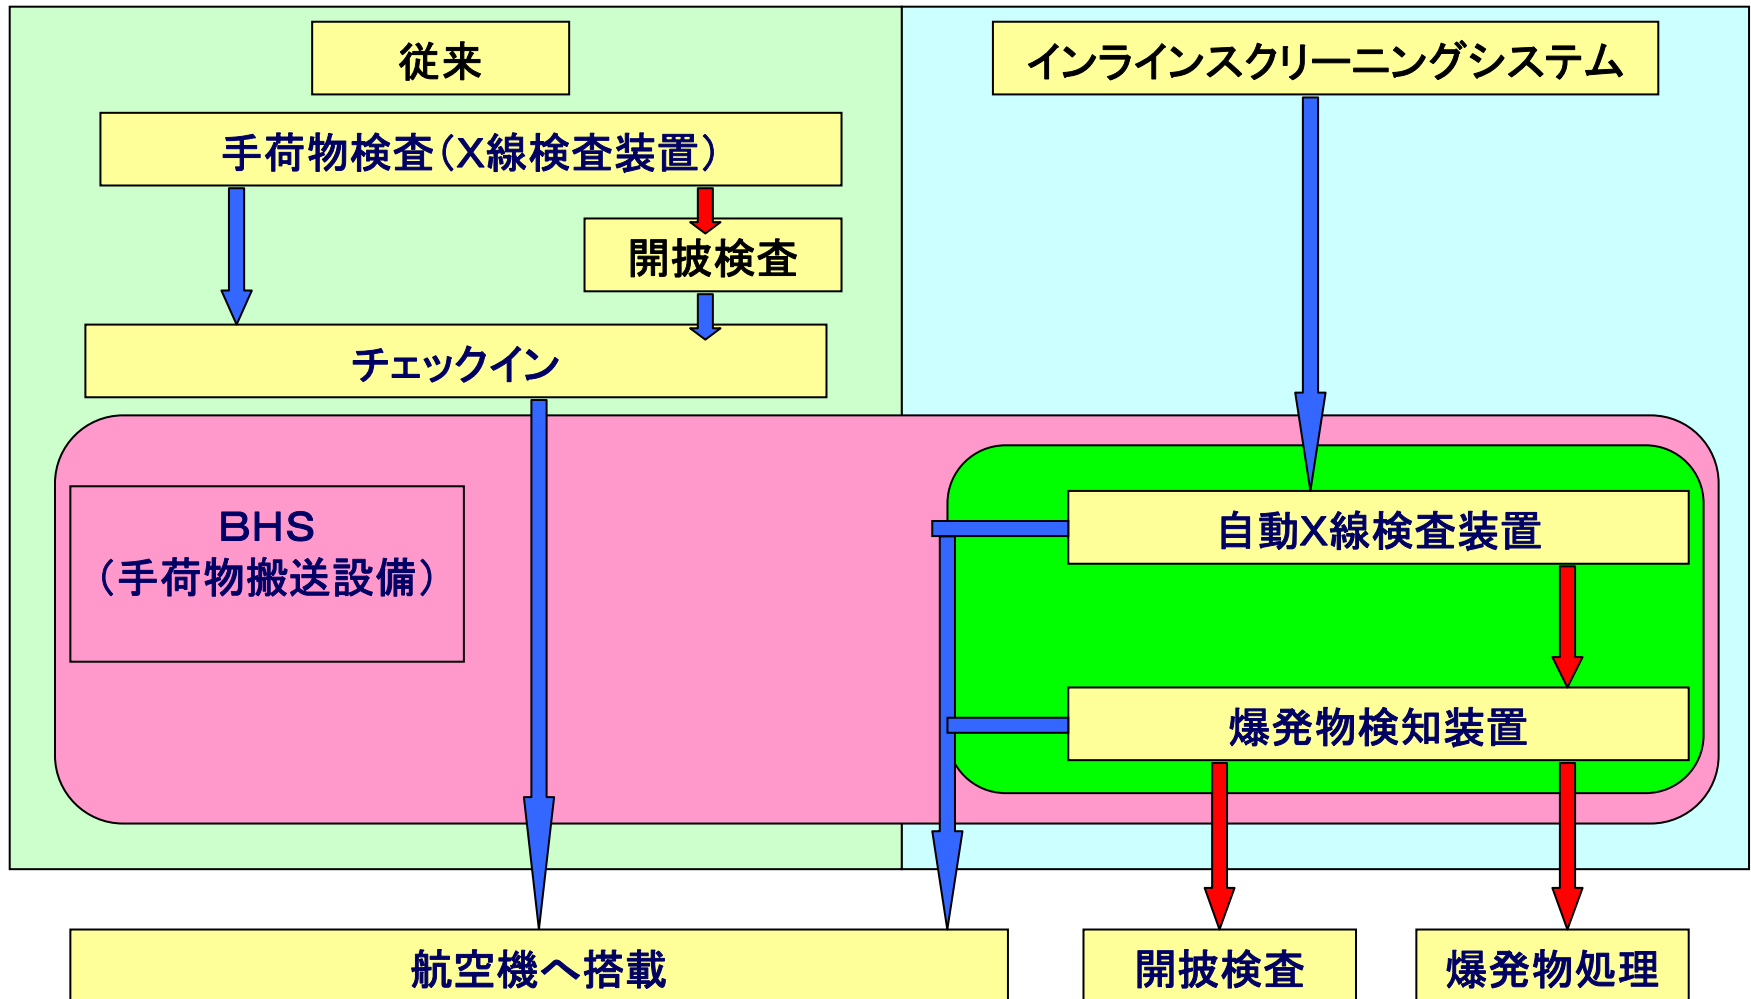 従来
手荷物検査(X線検査装置)
開披検査
チェックイン
BHS
(手荷物搬送設備)
インラインスクリーニングシステム
自動X線検査装置
爆発物検知装置
航空機へ搭載
開披検査
爆発物処理